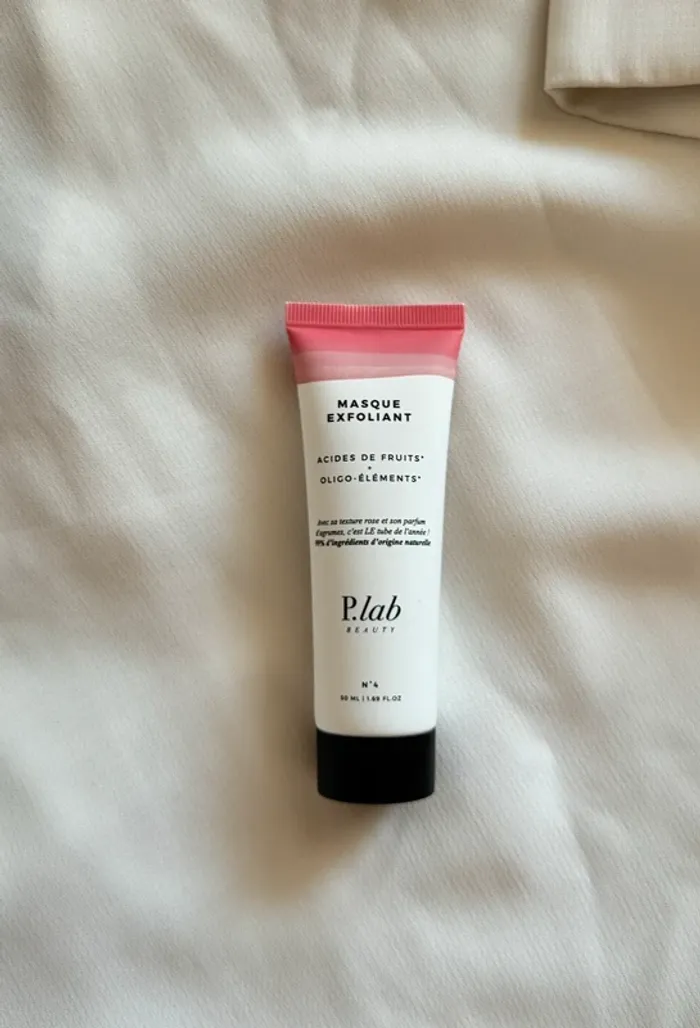 MASQUE
EXFOLIANT
ACIDES DE FRUITS*
+
OLIGO-ÉLÉMENTS*
Avec sa texture rose et son parfum
d'agrumes, c'est LE tube de l'année !
99% d'ingrédients d'origine naturelle
P.lab
BEAUTY
N°4
50 ML | 1.69 FL.OZ